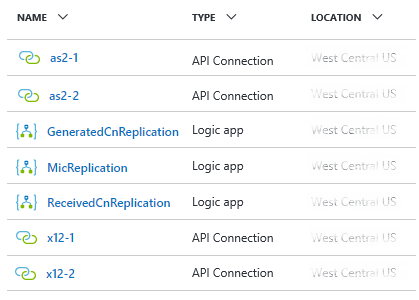 NAME TYPE LOCATION
as2-1 API Connection West Central US
as2-2 API Connection West Central US
GeneratedCnReplication Logic app West Central US
MicReplication Logic app West Central US
ReceivedCnReplication Logic app West Central US
x12-1 API Connection West Central US
x12-2 API Connection West Central US